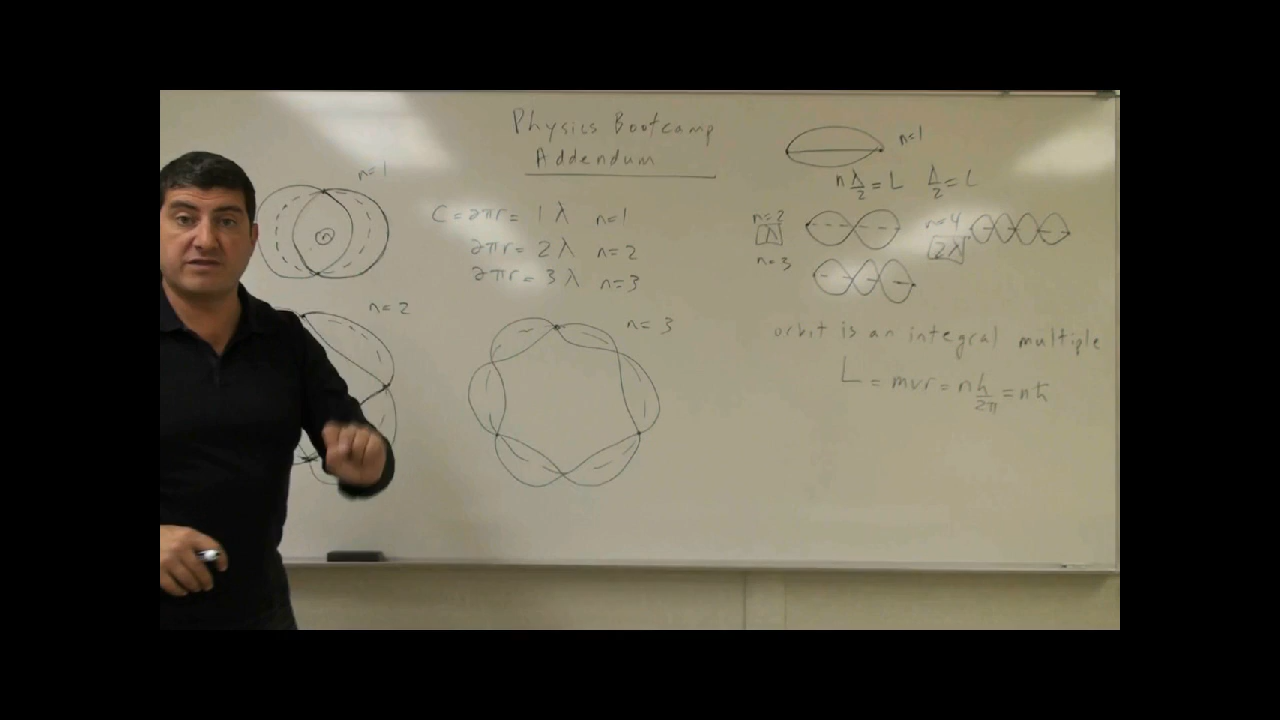 Physics Bootcamp
Addendum
n=1
C = 2πr = 1λ n=1
2πr = 2λ n=2
2πr = 3λ n=3
n=2
n=3
n=1
nλ/2 = L λ/2 = L
n=2
λ
n=4
2λ
n=3
orbit is an integral multiple
L = mvr = nh/2π = nħ